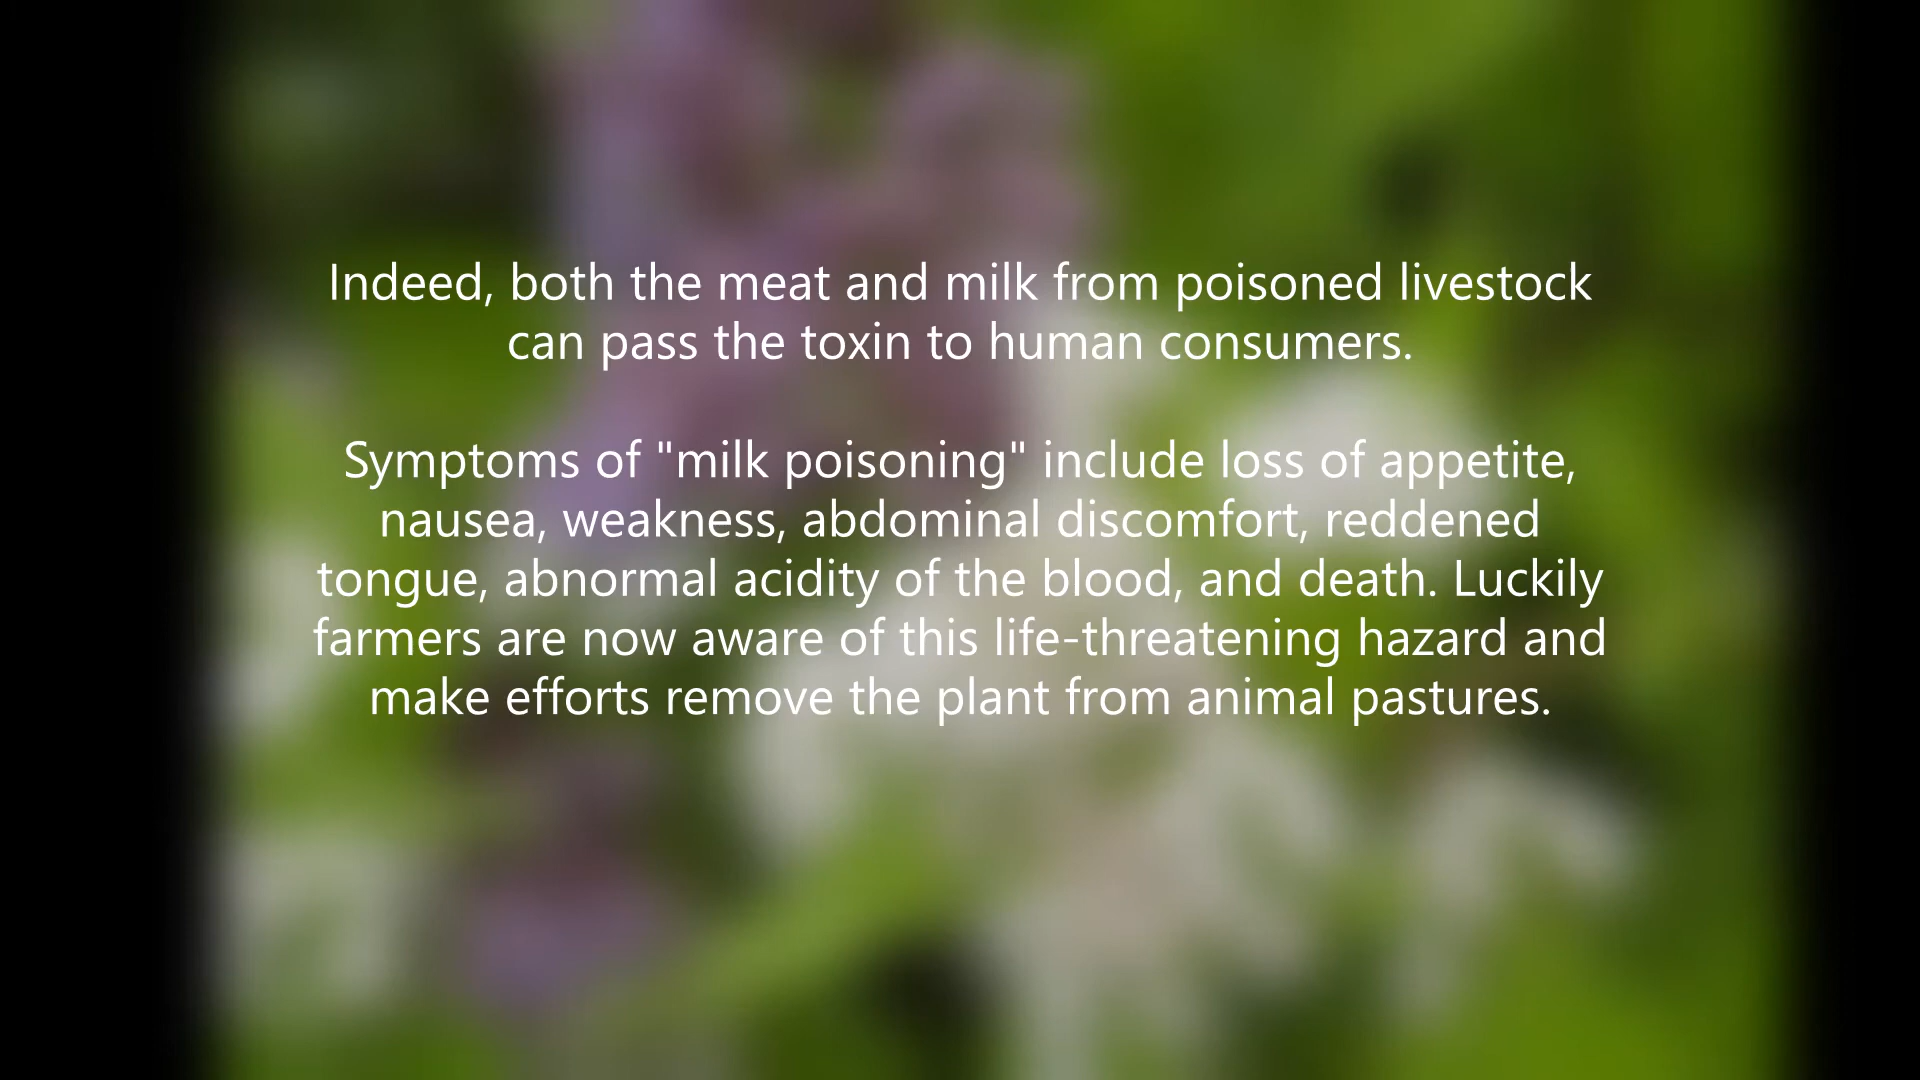 Indeed, both the meat and milk from poisoned livestock
can pass the toxin to human consumers.
Symptoms of "milk poisoning" include loss of appetite,
nausea, weakness, abdominal discomfort, reddened
tongue, abnormal acidity of the blood, and death. Luckily
farmers are now aware of this life-threatening hazard and
make efforts remove the plant from animal pastures.